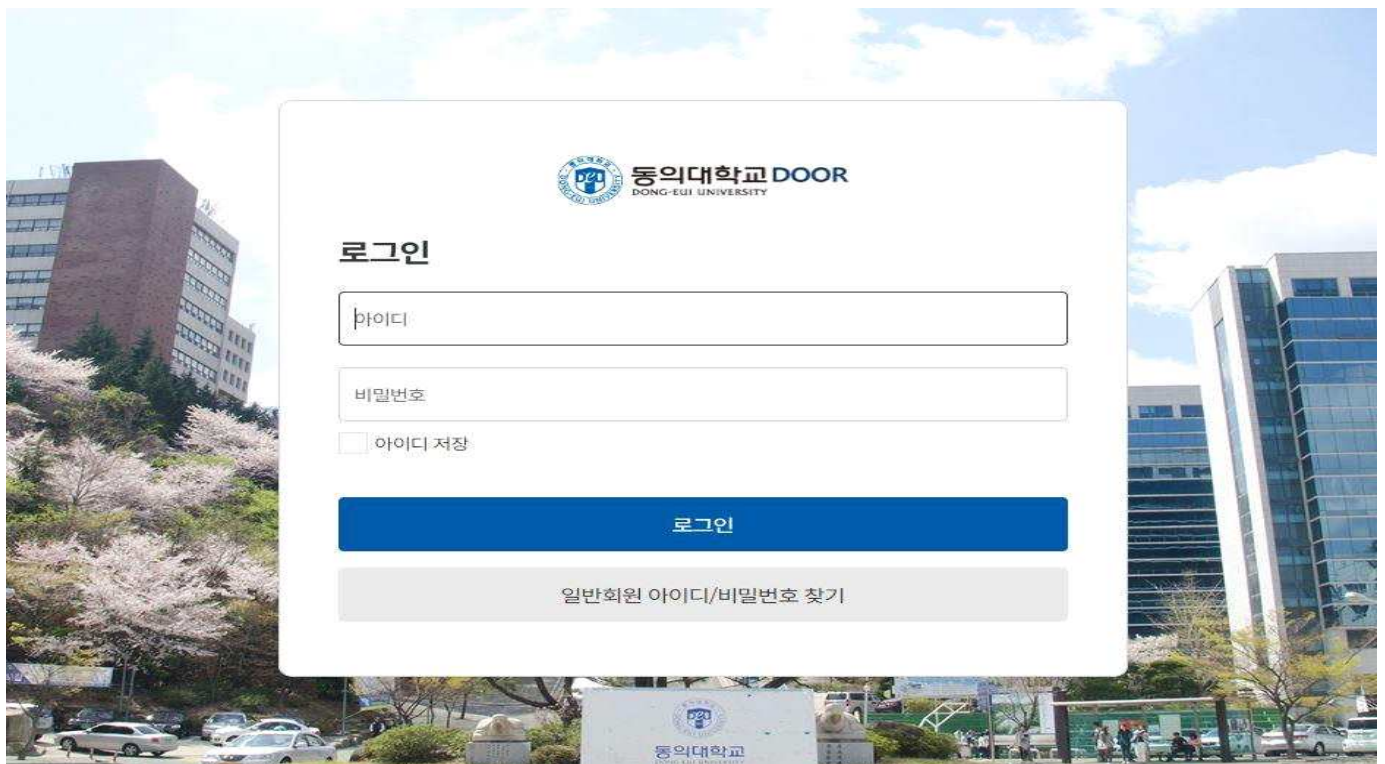 동의대학교 DOOR
DONG-EUI UNIVERSITY
로그인
아이디
비밀번호
아이디 저장
로그인
일반회원 아이디/비밀번호 찾기
동의대학교